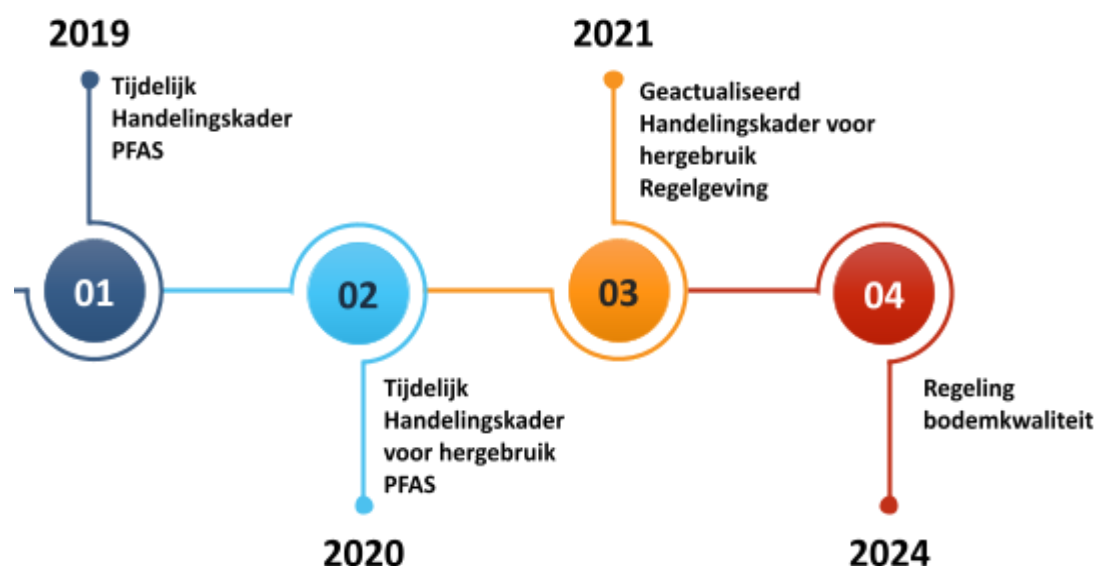 2019
Tijdelijk
Handelingskader
PFAS
01
02
Tijdelijk
Handelingskader
voor hergebruik
PFAS
2020
2021
Geactualiseerd
Handelingskader voor
hergebruik
Regelgeving
03
04
Regeling
bodemkwaliteit
2024